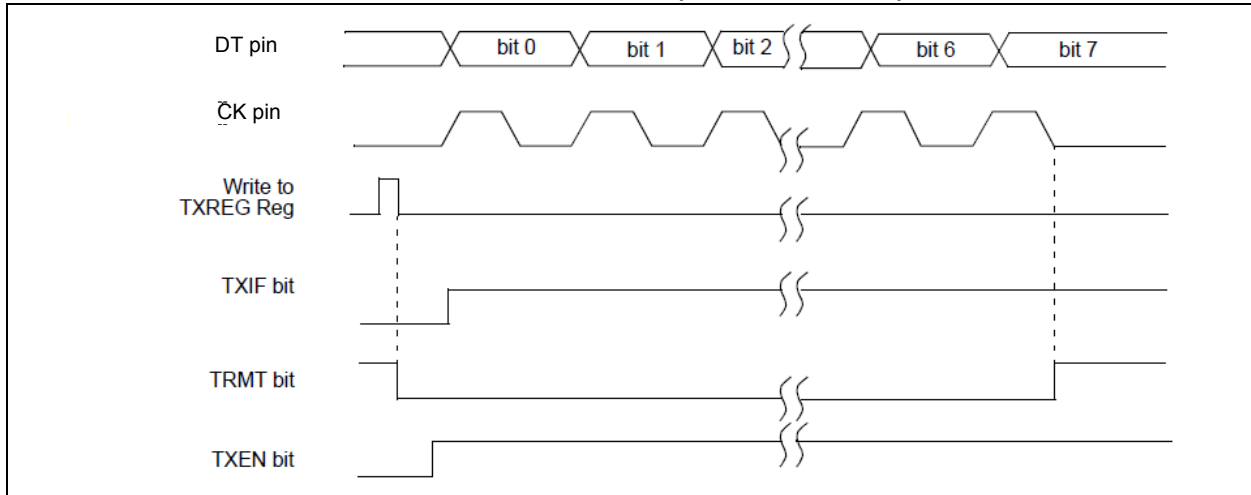 DT pin
bit 0
bit 1
bit 2
bit 6
bit 7
CK pin
Write to
TXREG Reg
TXIF bit
TRMT bit
TXEN bit